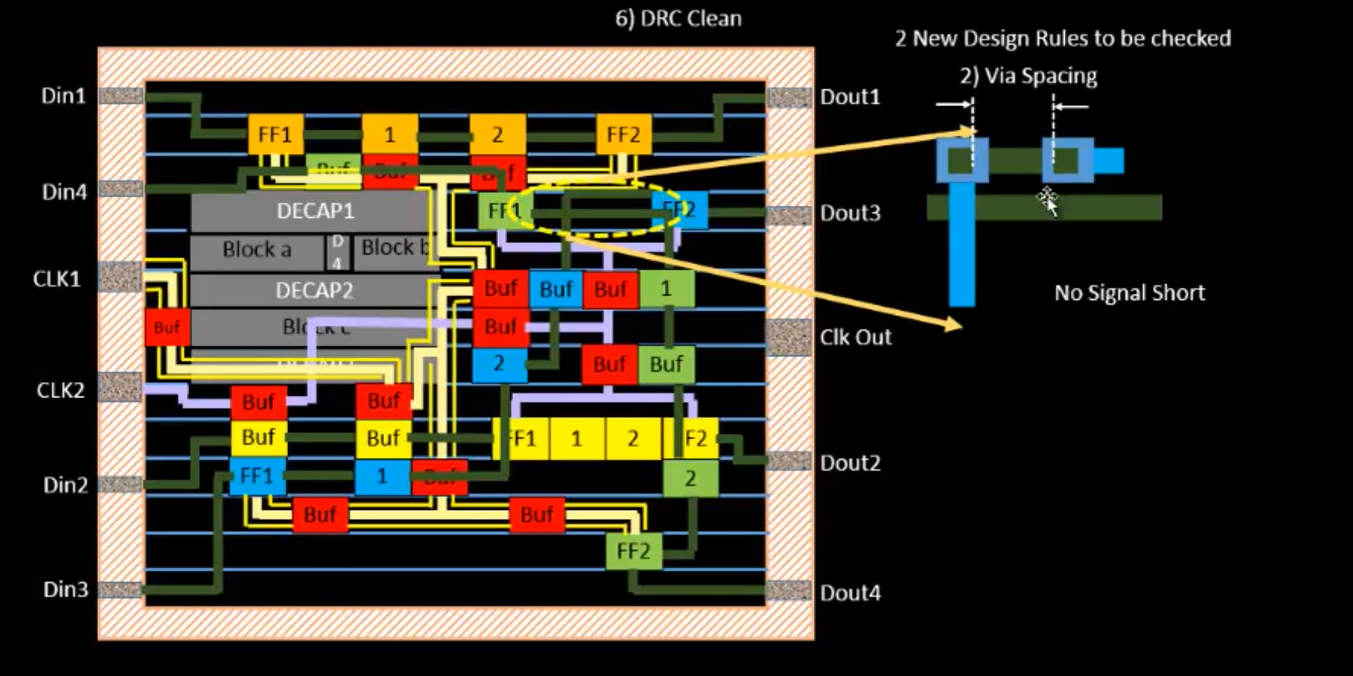 6) DRC Clean
2 New Design Rules to be checked
2) Via Spacing
Din1
Dout1
FF1
1
2
FF2
Buf
Buf
Buf
Din4
DECAP1
FF1
FF2
Dout3
Block a
D
4
Block b
CLK1
DECAP2
Buf
Buf
Buf
1
No Signal Short
Buf
Block c
Buf
Clk Out
2
Buf
Buf
CLK2
Buf
Buf
Buf
Buf
FF1
1
2
F2
Dout2
Din2
FF1
1
Buf
2
Buf
Buf
FF2
Din3
Dout4